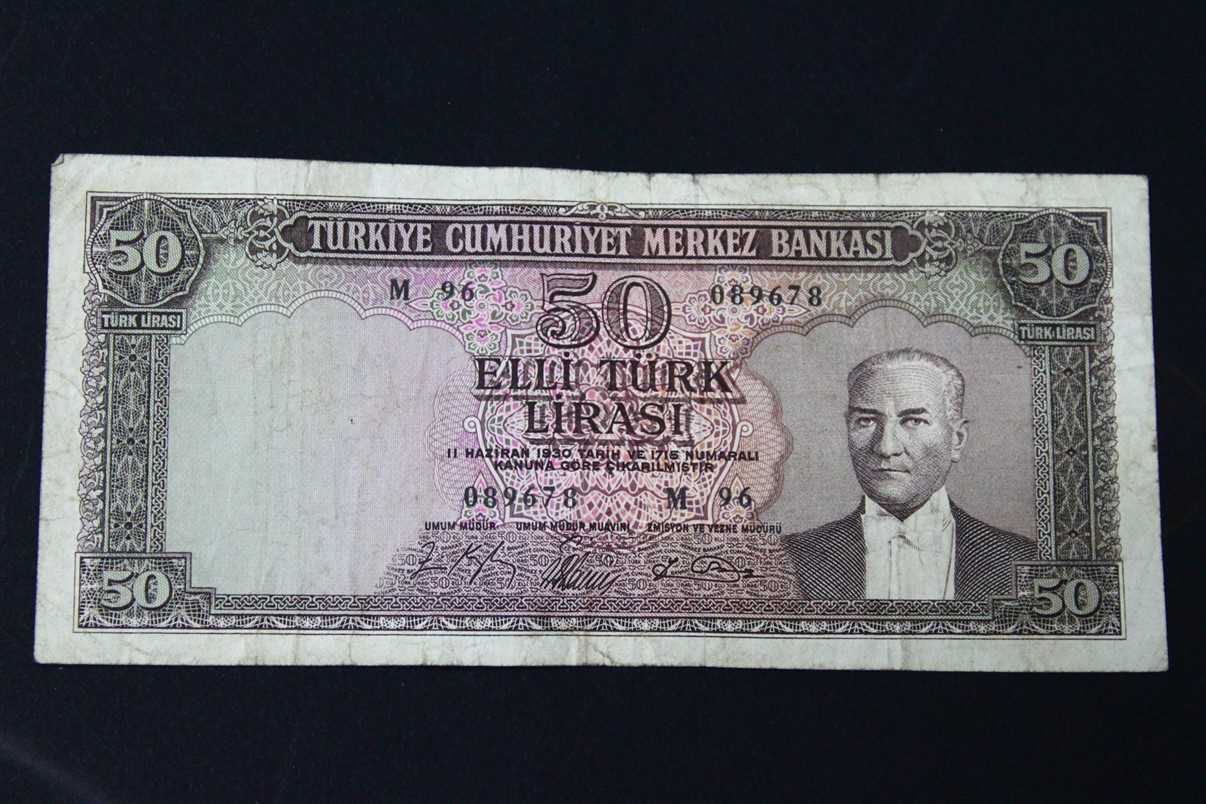 50 TÜRKİYE CUMHURİYET MERKEZ BANKASI 50
M 96 50 089678
TÜRK LİRASI TÜRK LİRASI
ELLİ TÜRK
LİRASI
11 HAZİRAN 1930 TARİH VE 1715 NUMARALI
KANUNA GÖRE ÇIKARILMIŞTIR
089678 M 96
UMUM MÜDÜR UMUM MÜDÜR MUAVİNİ EMİSYON VE VEZNE MÜDÜRÜ
50 50